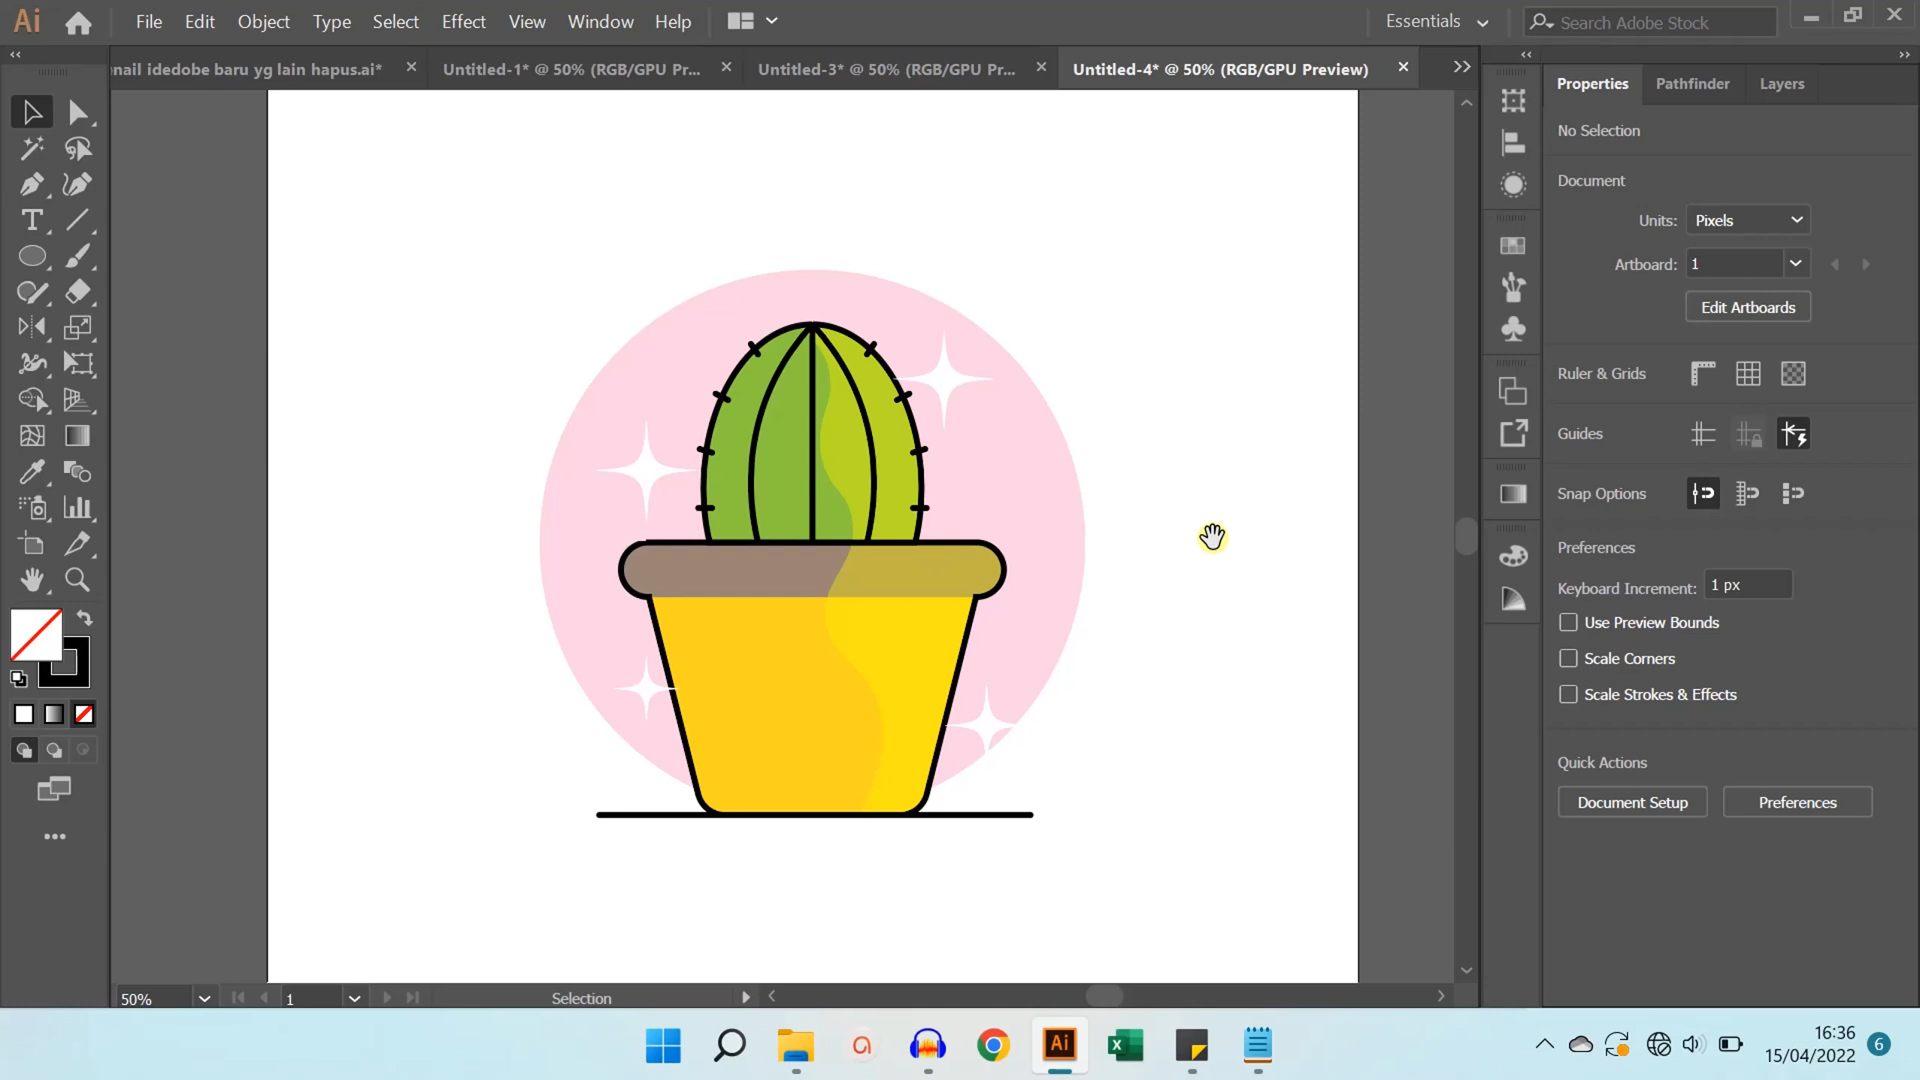 Ai File Edit Object Type Select Effect View Window Help Essentials Search Adobe Stock
nail idedobe baru yg lain hapus.ai* Untitled-1* @ 50% (RGB/GPU Pr... Untitled-3* @ 50% (RGB/GPU Pr... Untitled-4* @ 50% (RGB/GPU Preview)
Properties Pathfinder Layers
No Selection
Document
Units: Pixels
Artboard: 1
Edit Artboards
Ruler & Grids
Guides
Snap Options
Preferences
Keyboard Increment: 1 px
Use Preview Bounds
Scale Corners
Scale Strokes & Effects
Quick Actions
Document Setup Preferences
50% 1 Selection
Ai
16:36
15/04/2022
6